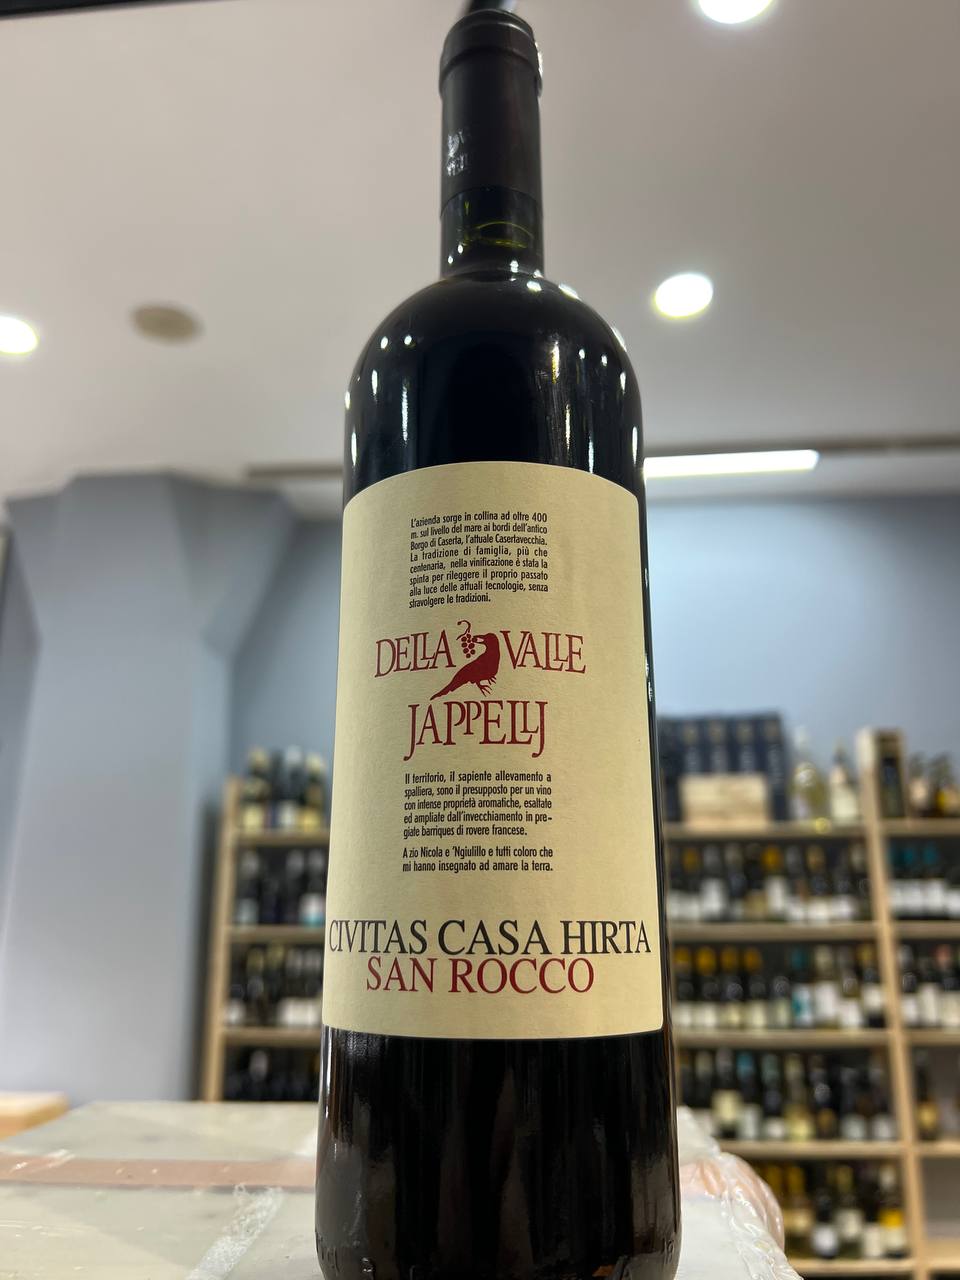 L'azienda sorge in collina ad oltre 400
m. sul livello del mare ai bordi dell'antico
Borgo di Caserta, l'attuale Casertavecchia.
La tradizione di famiglia, più che
centenaria, nella vinificazione è stata la
spinta per rileggere il proprio passato
alla luce delle attuali tecnologie, senza
stravolgere le tradizioni.
DELLA VALLE
JAPPELLJ
Il territorio, il sapiente allevamento a
spalliera, sono il presupposto per un vino
con intense proprietà aromatiche, esaltate
ed ampliate dall'invecchiamento in pre-
giate barriques di rovere francese.
A zio Nicola e 'Ngiulillo e tutti coloro che
mi hanno insegnato ad amare la terra.
CIVITAS CASA HIRTA
SAN ROCCO